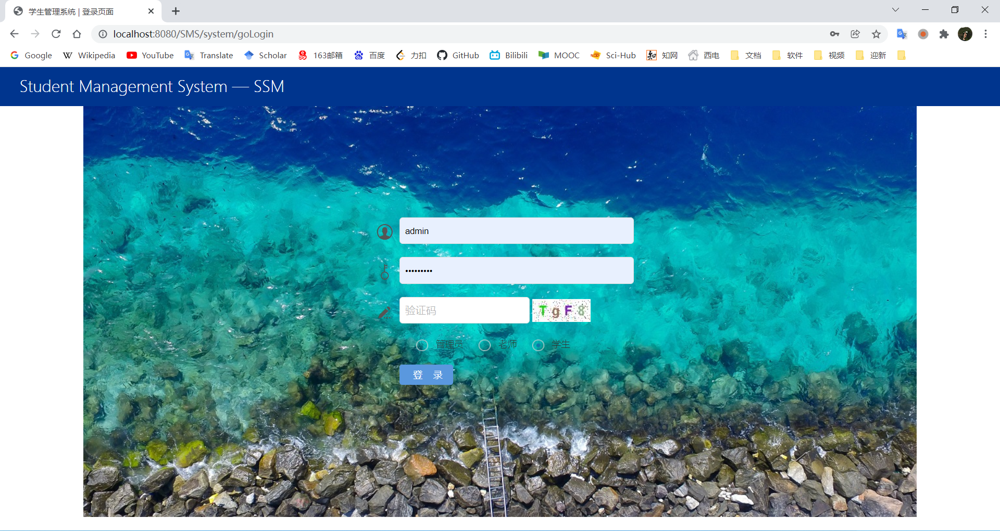 学生管理系统 | 登录页面
localhost:8080/SMS/system/goLogin
Google Wikipedia YouTube Translate Scholar 163邮箱 百度 力扣 GitHub Bilibili MOOC Sci-Hub 知网 西电 文档 软件 视频 迎新
Student Management System — SSM
admin
•••••••••
验证码 TgF8
管理员 老师 学生
登 录